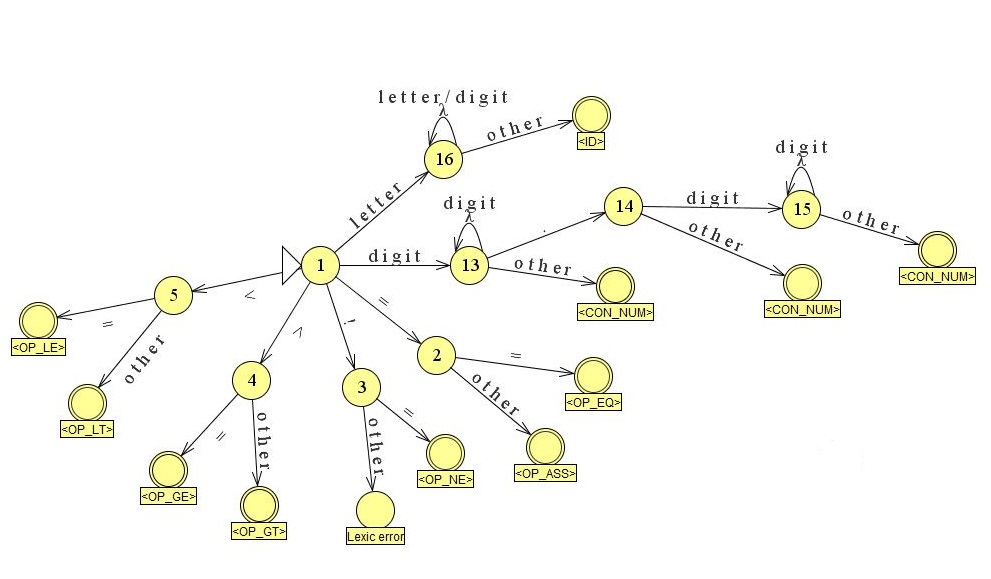 letter/digit
λ
other
<ID>
16
digit
λ
letter
digit
λ
14
digit
15
other
other
<CON_NUM>
1
digit
13
.
other
<CON_NUM>
<CON_NUM>
5
<
=
<OP_LE>
other
<OP_LT>
>
!
=
2
=
<OP_EQ>
4
3
other
=
<OP_GE>
other
<OP_GT>
other
=
<OP_NE>
<OP_ASS>
Lexic error